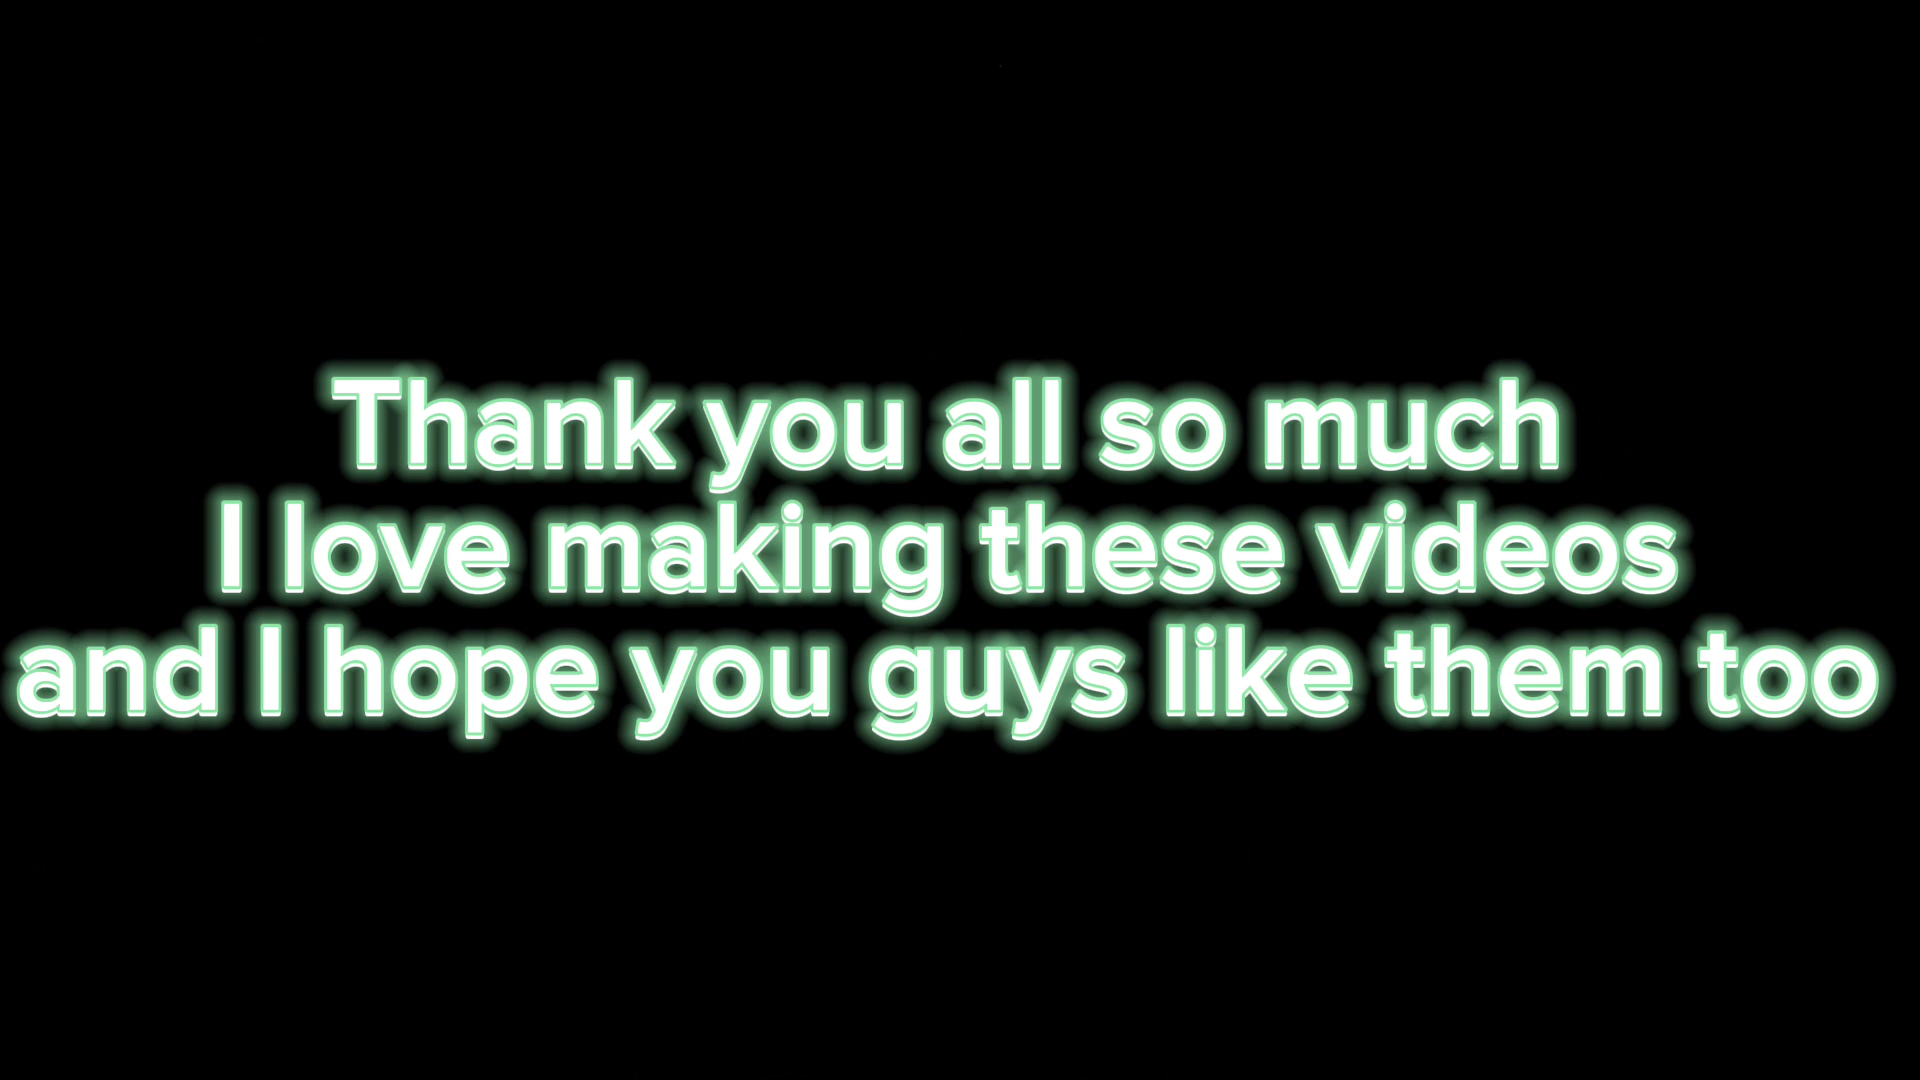 Thank you all so much
I love making these videos
and I hope you guys like them too